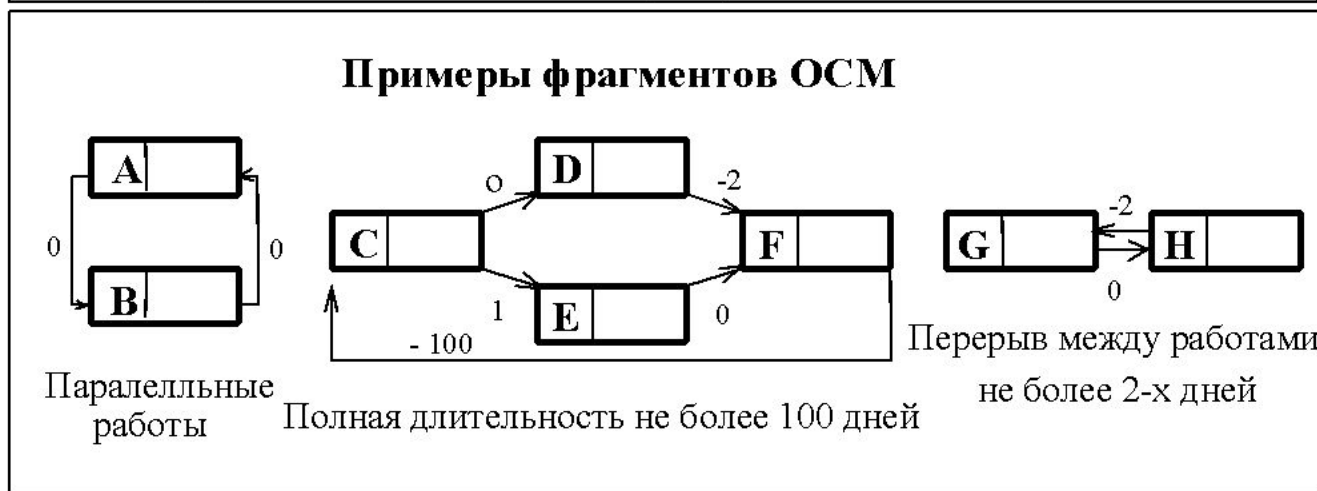 Примеры фрагментов ОСМ
A
B
0
0
Паралелльные
работы
C
D
E
F
O
1
-2
0
- 100
Полная длительность не более 100 дней
G
H
-2
0
Перерыв между работами
не более 2-х дней